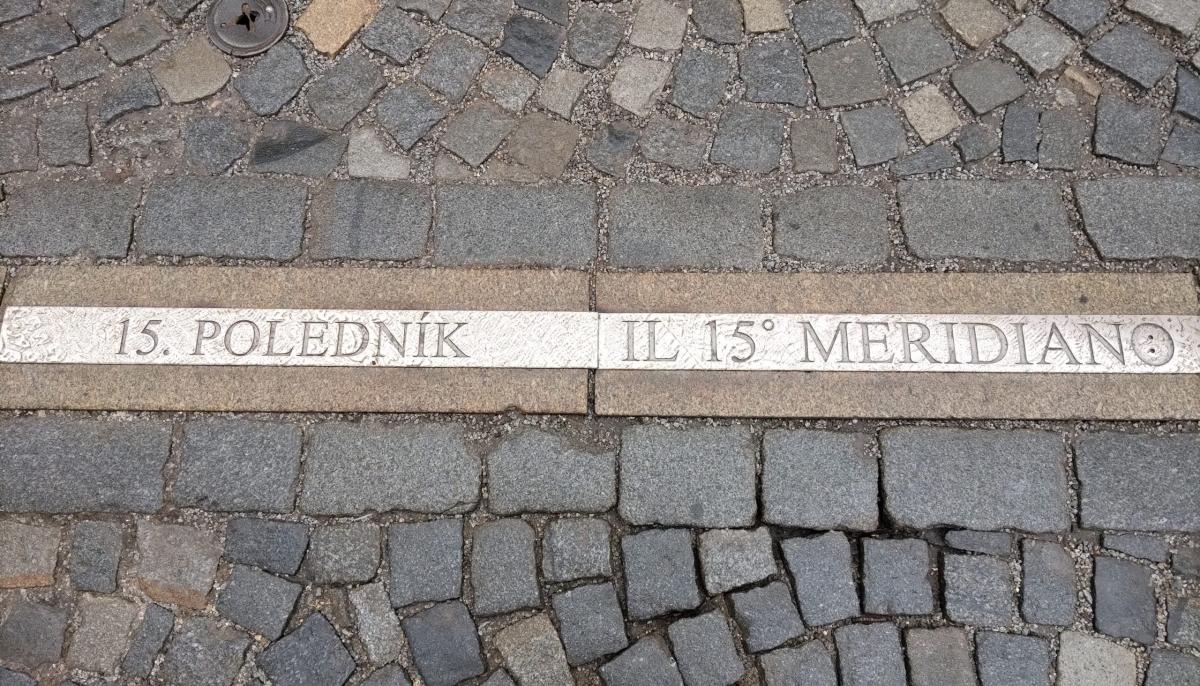 15. POLEDNÍK IL 15° MERIDIANO